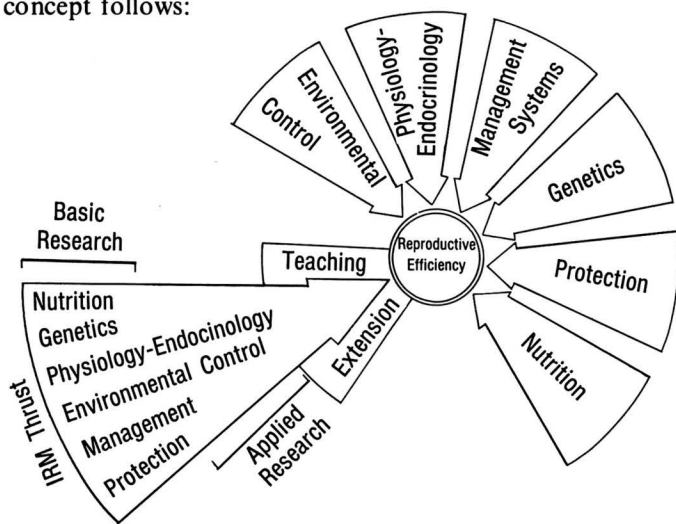 concept follows:
Environmental
Control
Physiology-
Endocrinology
Management
Systems
Genetics
Protection
Nutrition
Reproductive
Efficiency
Teaching
Extension
Basic
Research
Nutrition
Genetics
Physiology-Endocinology
Environmental Control
Management
Protection
IRM Thrust
Applied
Research